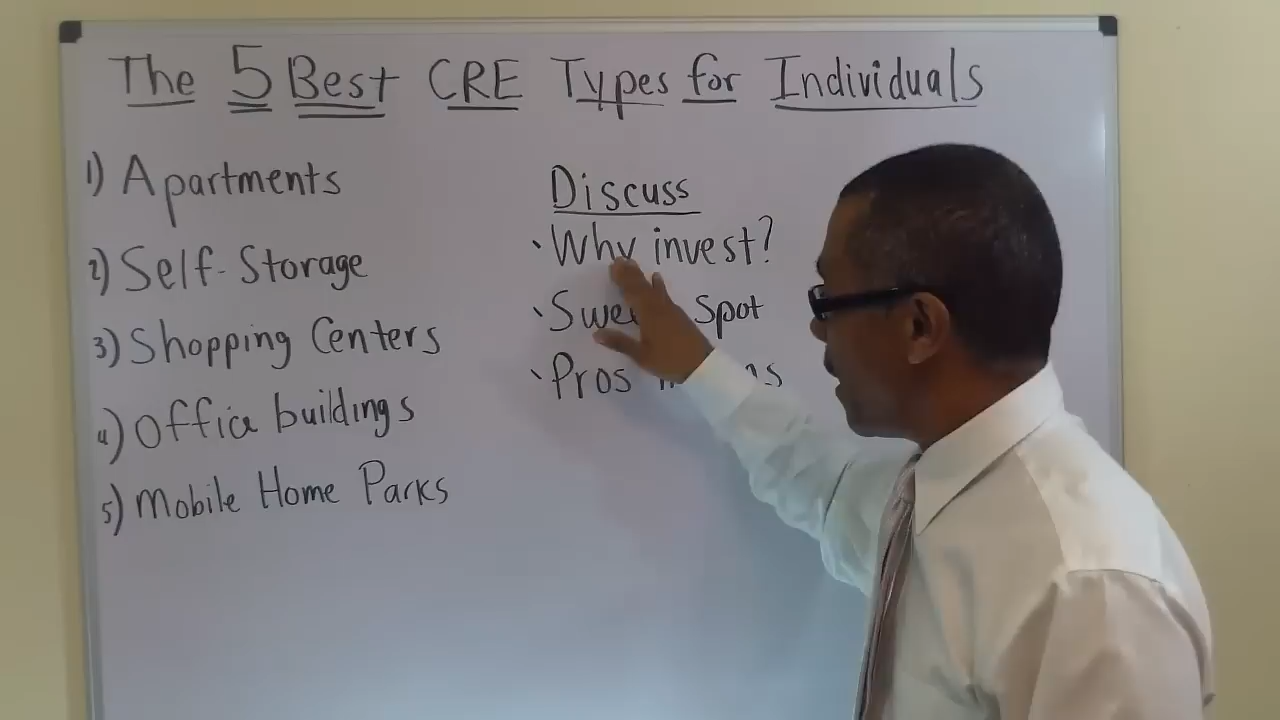 The 5 Best CRE Types for Individuals
1) Apartments
2) Self-Storage
3) Shopping Centers
4) Office buildings
5) Mobile Home Parks
Discuss
· Why invest?
· Spot
· Pros